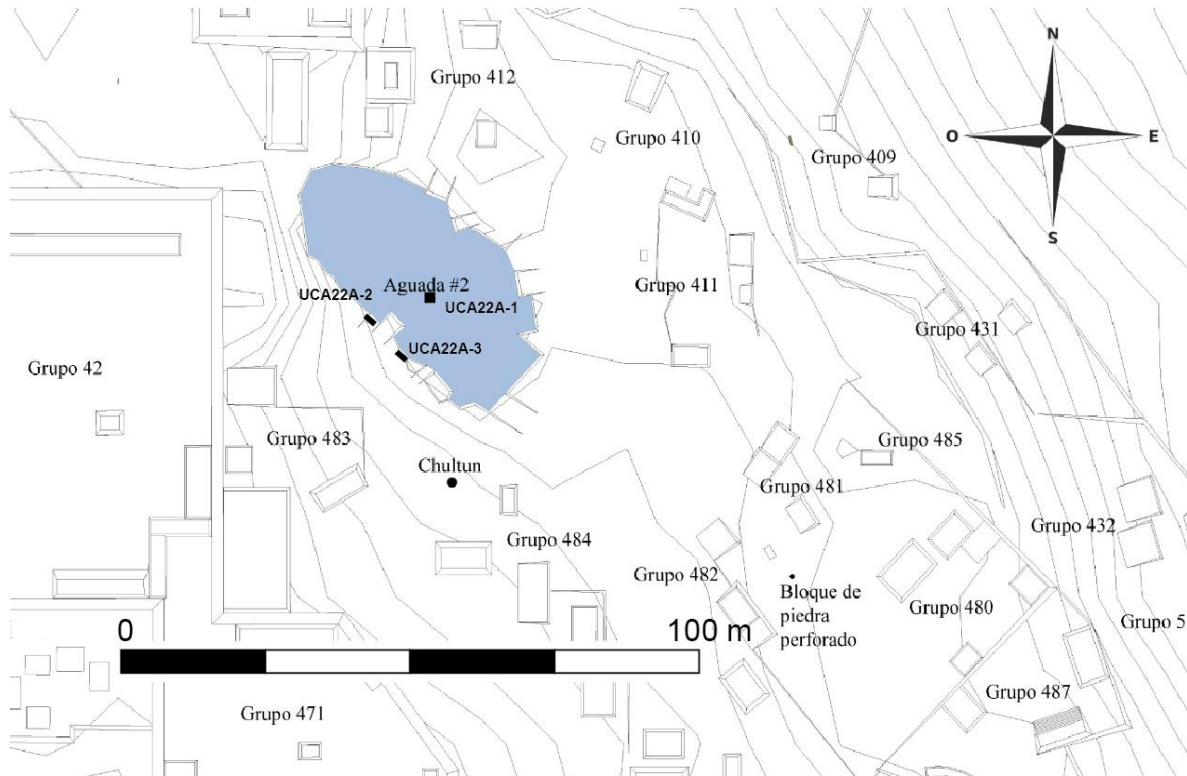 N
Grupo 412
Grupo 410
O
E
Grupo 409
S
Aguada #2
UCA22A-2
UCA22A-1
Grupo 411
Grupo 431
UCA22A-3
Grupo 42
Grupo 483
Grupo 485
Chultun
Grupo 481
Grupo 432
Grupo 484
Grupo 482
Bloque de
piedra
perforado
Grupo 480
Grupo 5
0
100 m
Grupo 487
Grupo 471